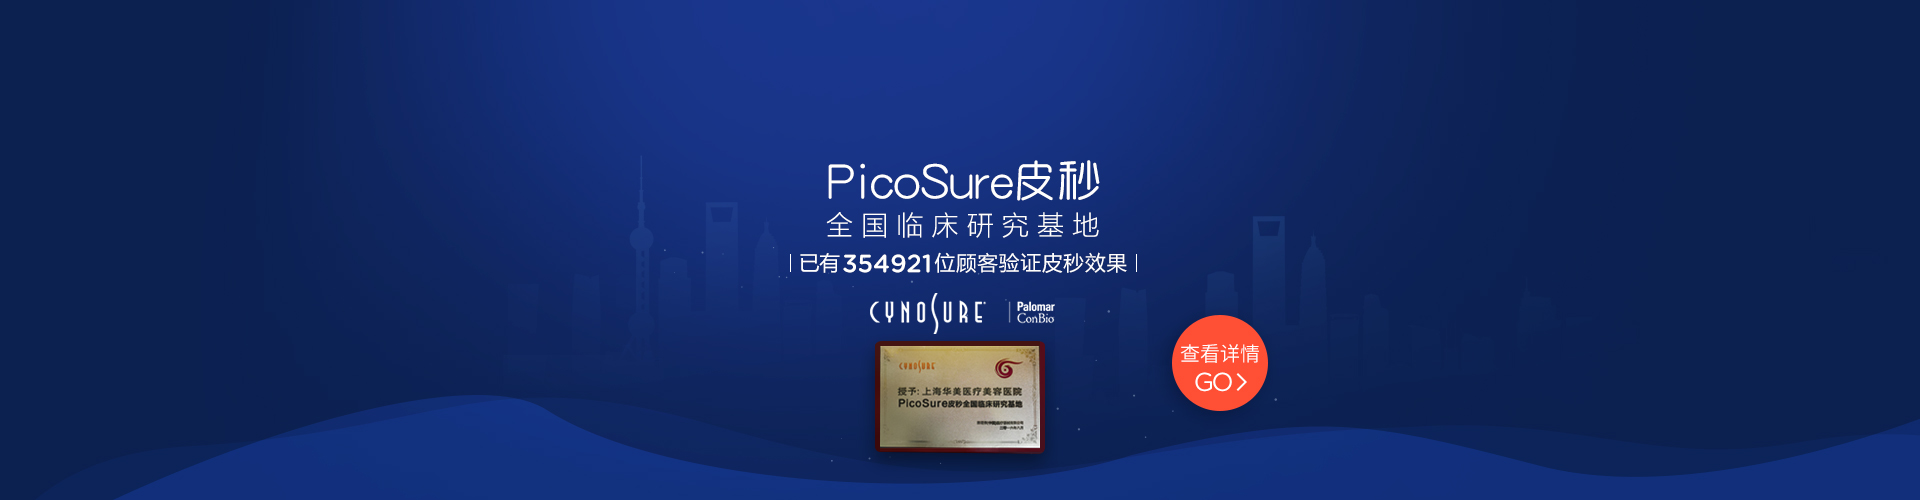 PicoSure皮秒
全国临床研究基地
已有354921位顾客验证皮秒效果
CYNOSURE
Palomar
ConBio
查看详情
GO
CYNOSURE
授予:上海华美医疗美容医院
PicoSure皮秒全国临床研究基地